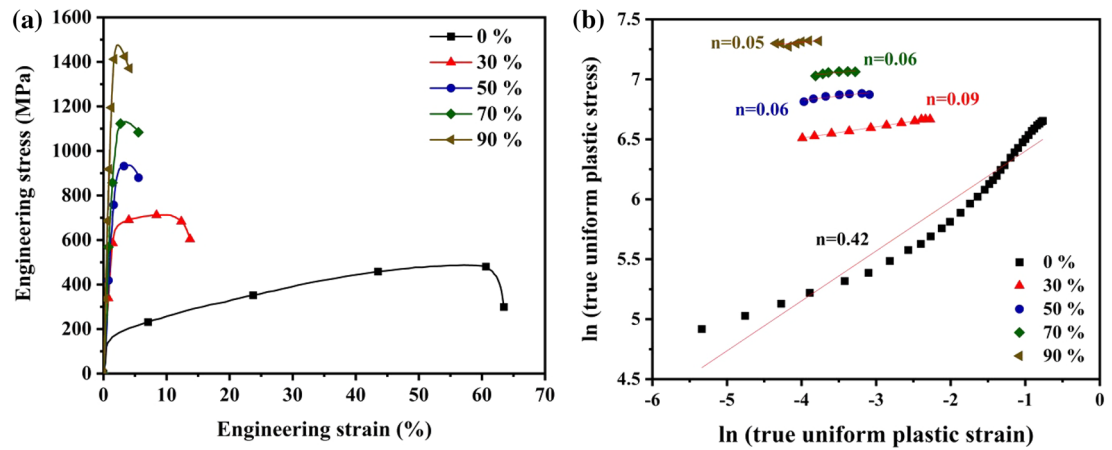 (a)
1600
1400
1200
1000
800
600
400
200
0
Engineering stress (MPa)
0 %
30 %
50 %
70 %
90 %
0 10 20 30 40 50 60 70
Engineering strain (%)
(b)
7.5
7.0
6.5
6.0
5.5
5.0
4.5
ln (true uniform plastic stress)
n=0.05
n=0.06
n=0.06
n=0.09
n=0.42
0 %
30 %
50 %
70 %
90 %
-6 -5 -4 -3 -2 -1 0
ln (true uniform plastic strain)